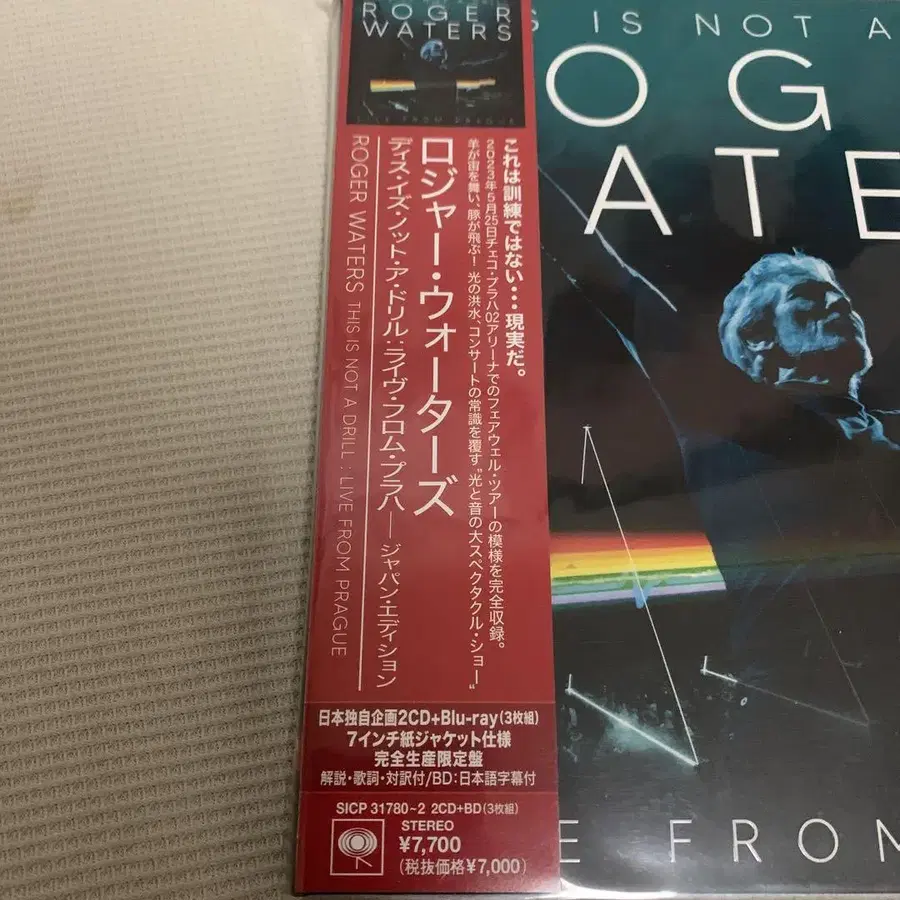 ROGER
WATERS
LIVE FROM PRAGUE
これは訓練ではない・・・現実だ。
2023年5月25日チェコ・プラハO2アリーナでのフェアウェル・ツアーの模様を完全収録。
羊が宙を舞い、豚が飛ぶ！ 光の洪水、コンサートの常識を覆す“光と音の大スペクタクル・ショー“
ロジャー・ウォーターズ
ディス・イズ・ノット・ア・ドリル：ライヴ・フロム・プラハ ― ジャパン・エディション
ROGER WATERS THIS IS NOT A DRILL : LIVE FROM PRAGUE
日本独自企画2CD+Blu-ray(3枚組)
7インチ紙ジャケット仕様
完全生産限定盤
解説・歌詞・対訳付/BD:日本語字幕付
SICP 31780~2 2CD+BD(3枚組)
STEREO
¥7,700
(税抜価格¥7,000)
S IS NOT A
OG
ATE
E FROM